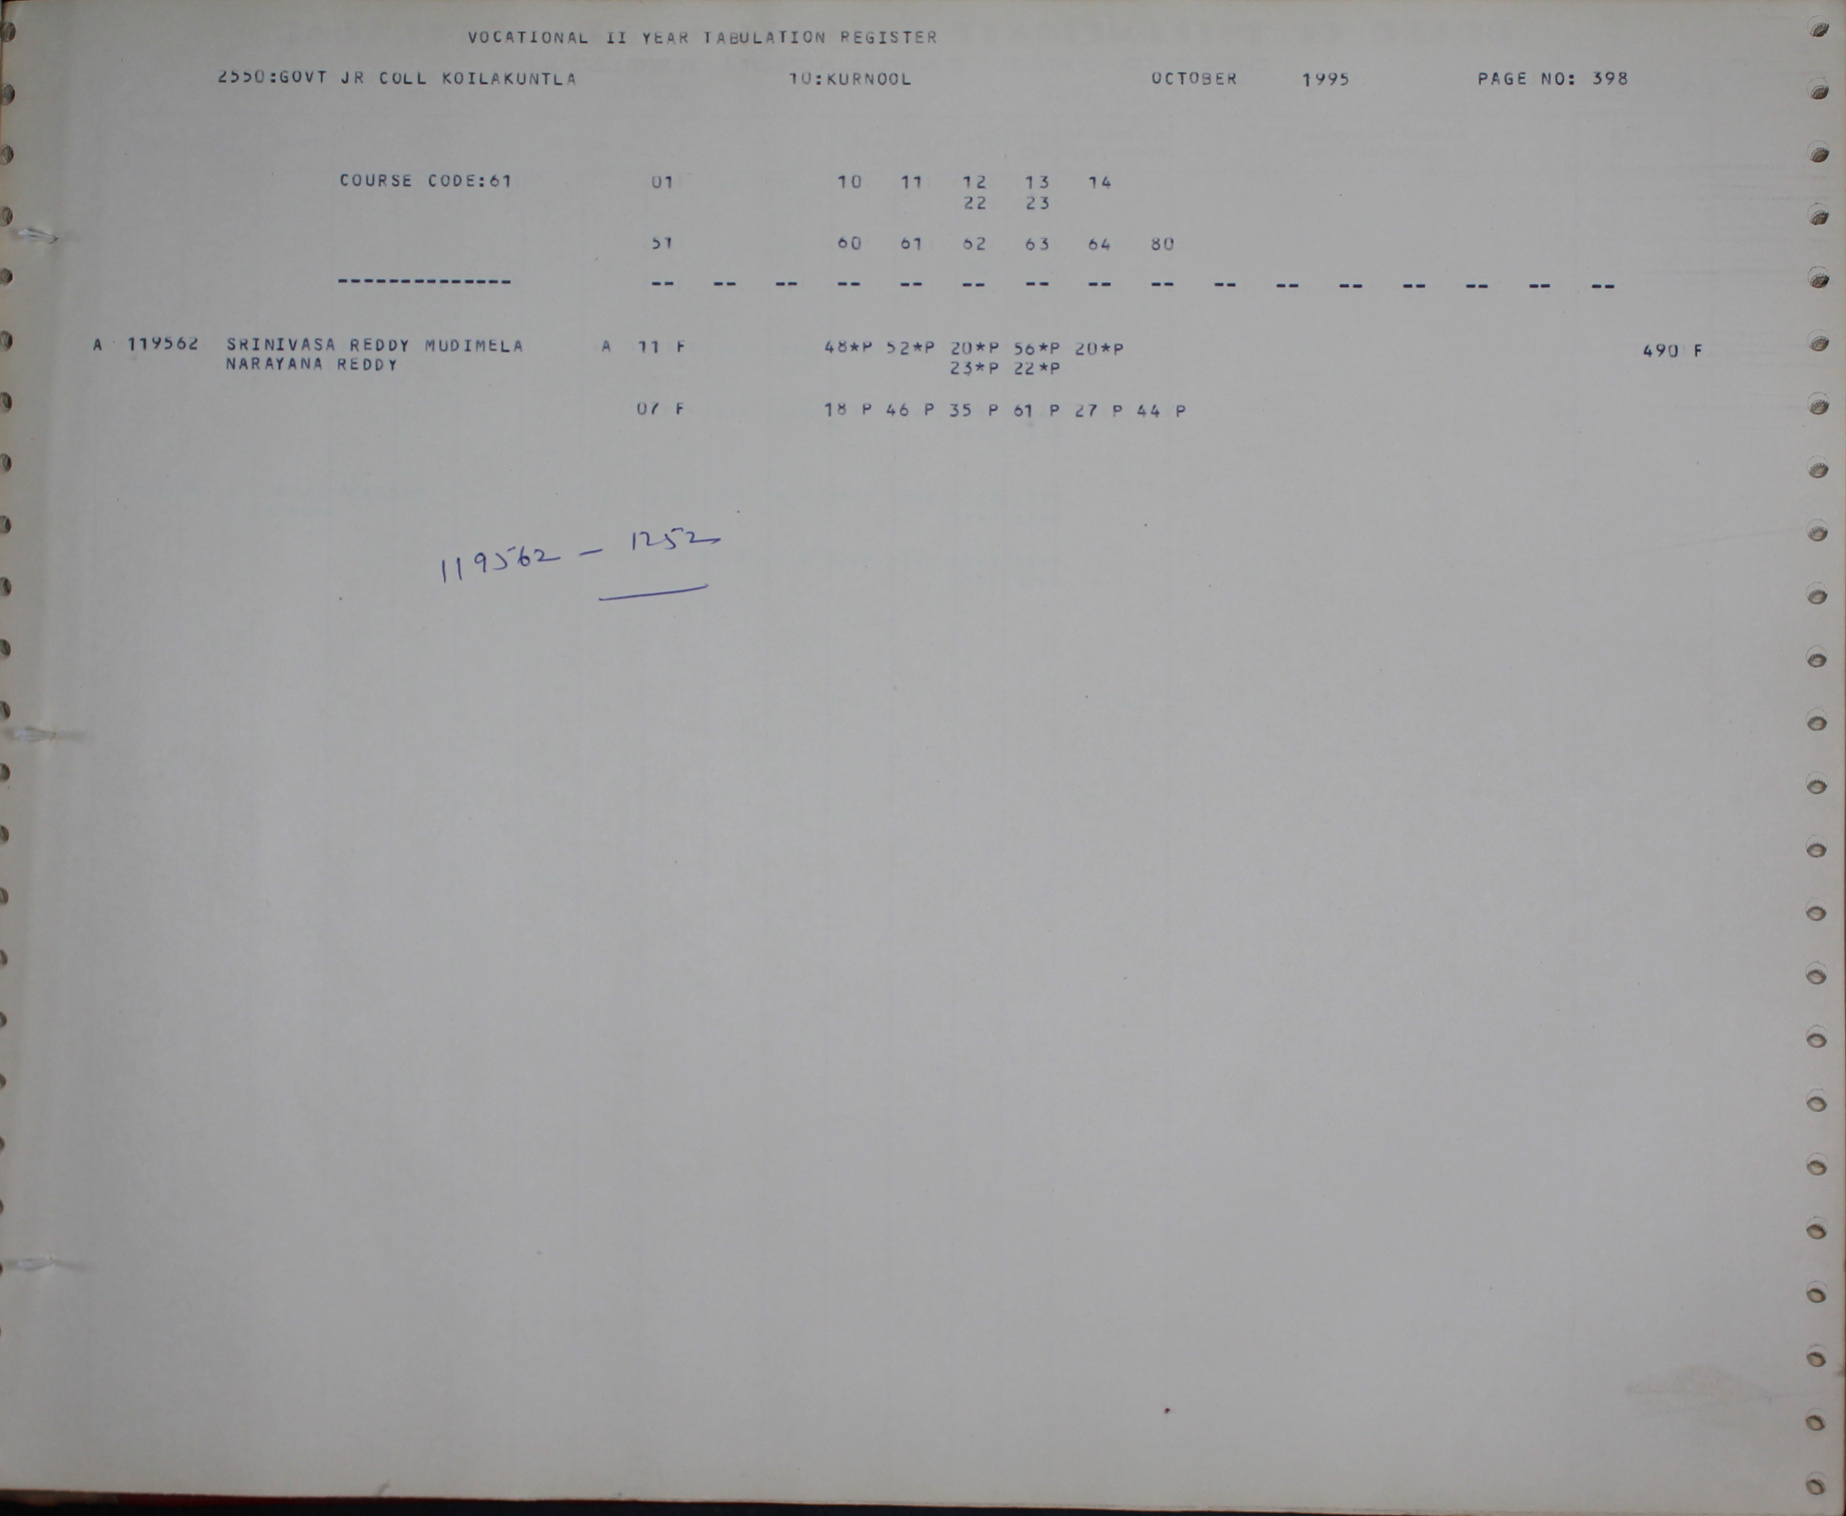 VOCATIONAL II YEAR TABULATION REGISTER
2550:GOVT JR COLL KOILAKUNTLA 10:KURNOOL OCTOBER 1995 PAGE NO: 398
COURSE CODE:61 01 10 11 12 13 14
22 23
51 60 61 62 63 64 80
-------------- -- -- -- -- -- -- -- -- -- -- -- -- -- -- -- --
A 119562 SRINIVASA REDDY MUDIMELA A 11 F 48*P 52*P 20*P 56*P 20*P 490 F
NARAYANA REDDY 23*P 22*P
07 F 18 P 46 P 35 P 61 P 27 P 44 P
119562 - 1252